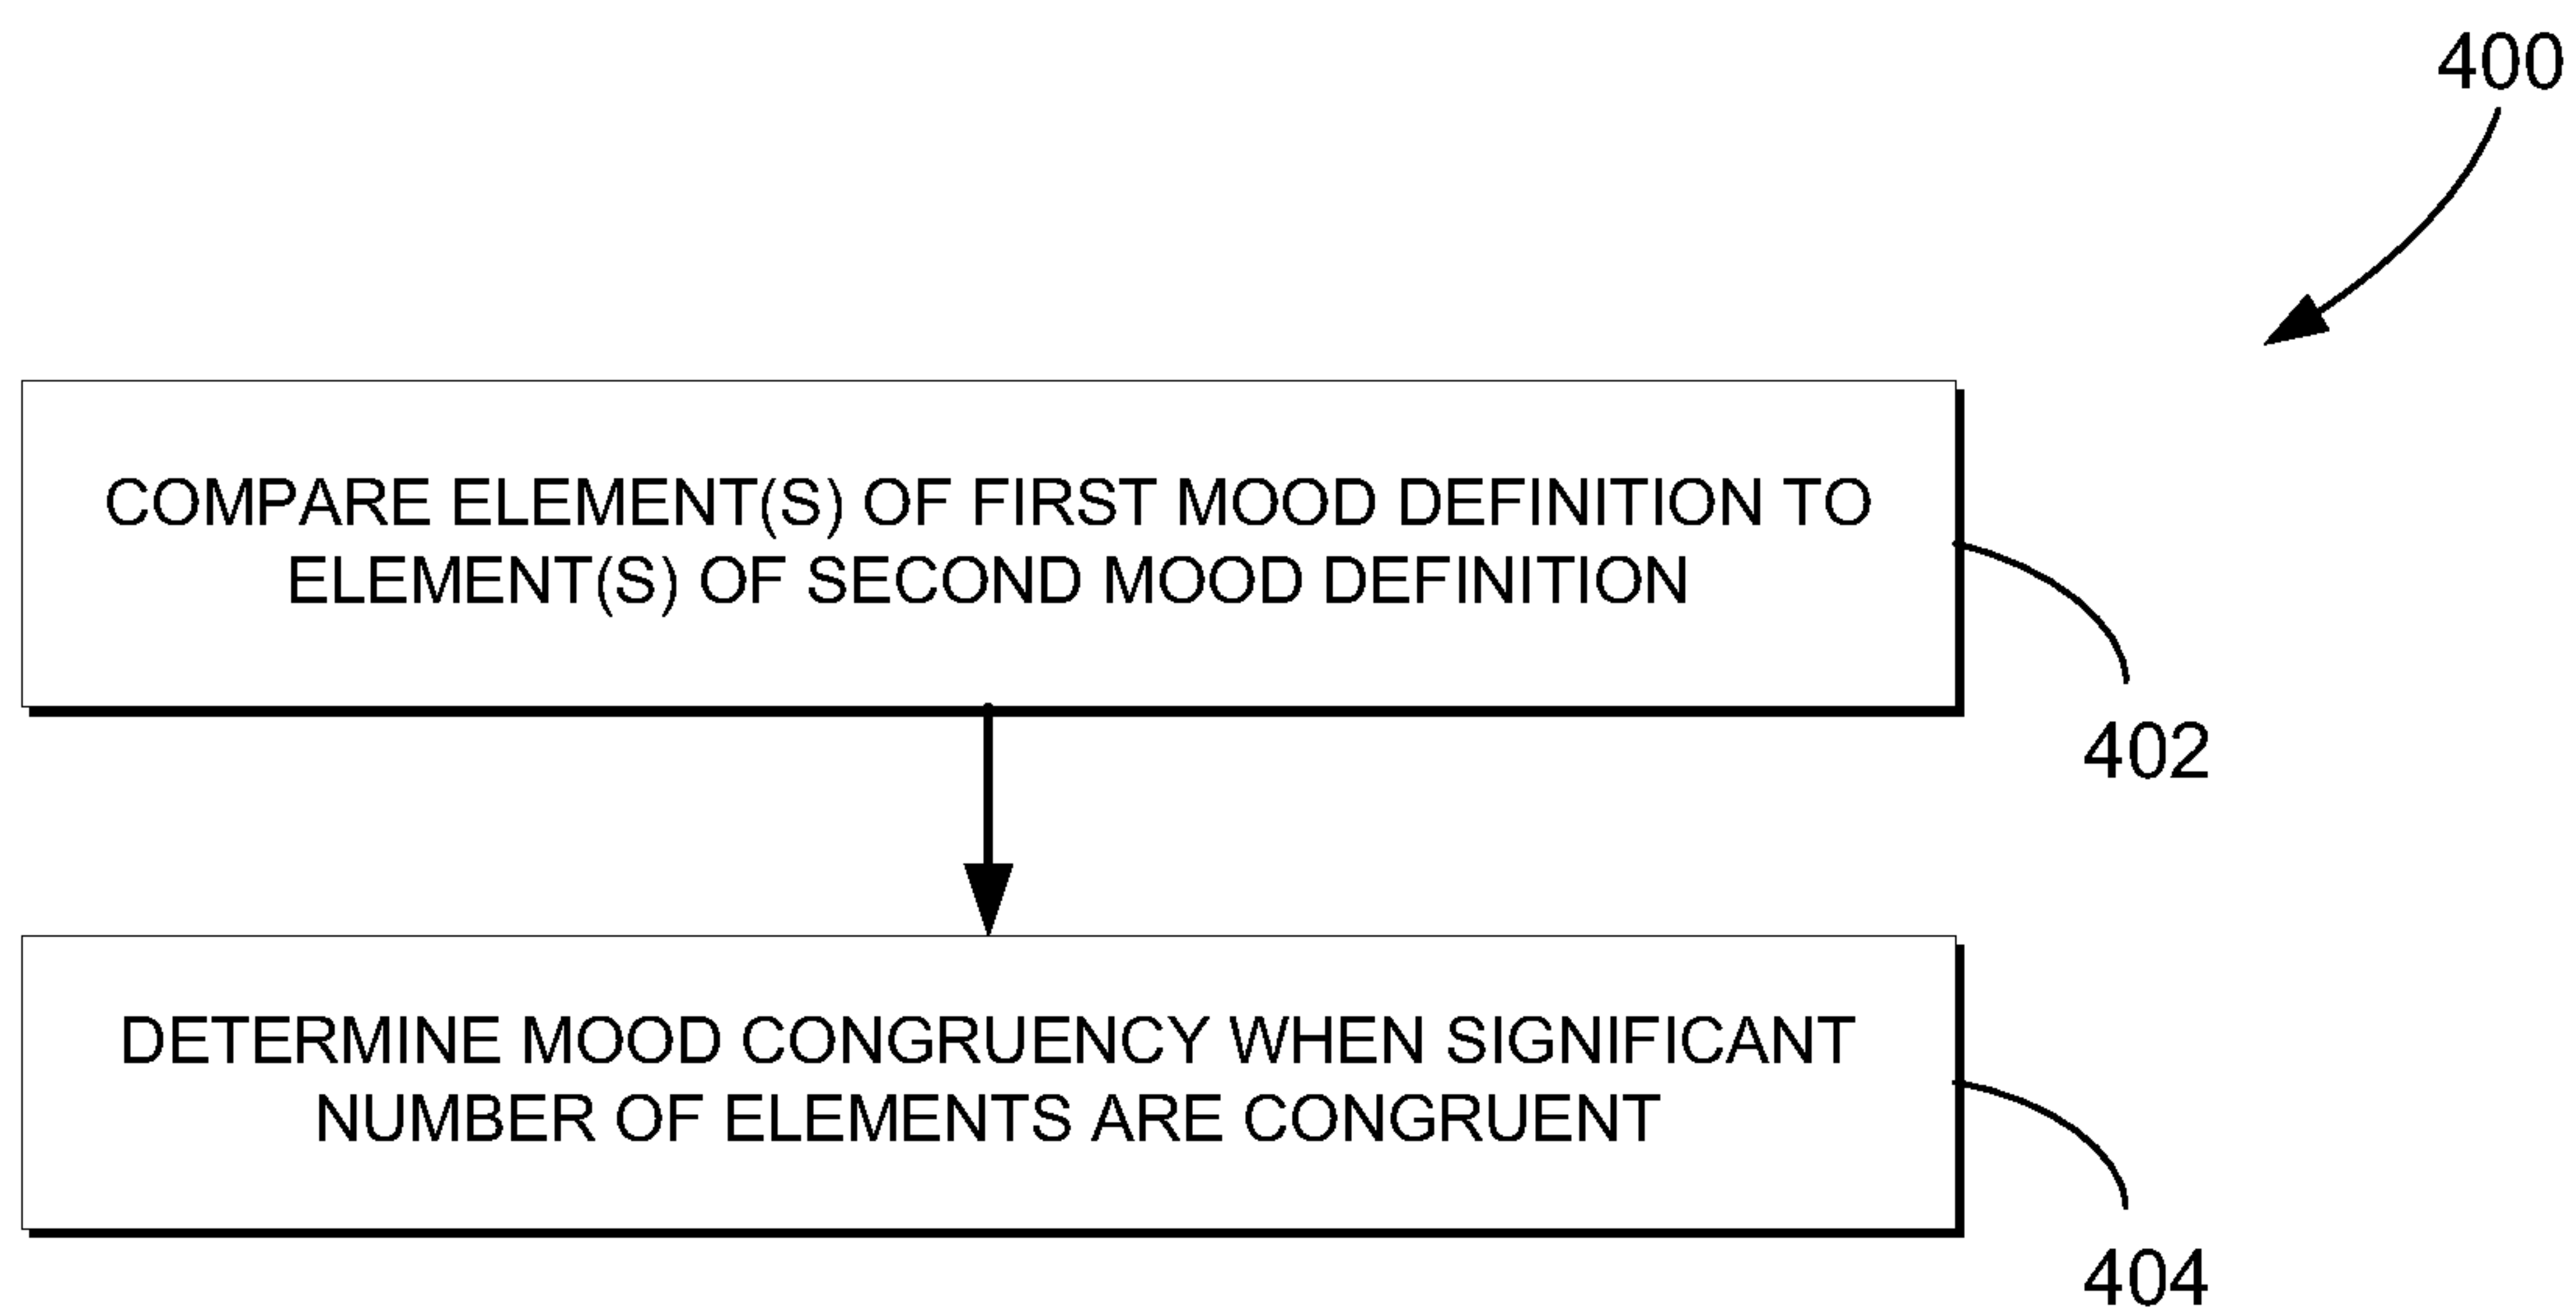 400
COMPARE ELEMENT(S) OF FIRST MOOD DEFINITION TO
ELEMENT(S) OF SECOND MOOD DEFINITION
402
DETERMINE MOOD CONGRUENCY WHEN SIGNIFICANT
NUMBER OF ELEMENTS ARE CONGRUENT
404